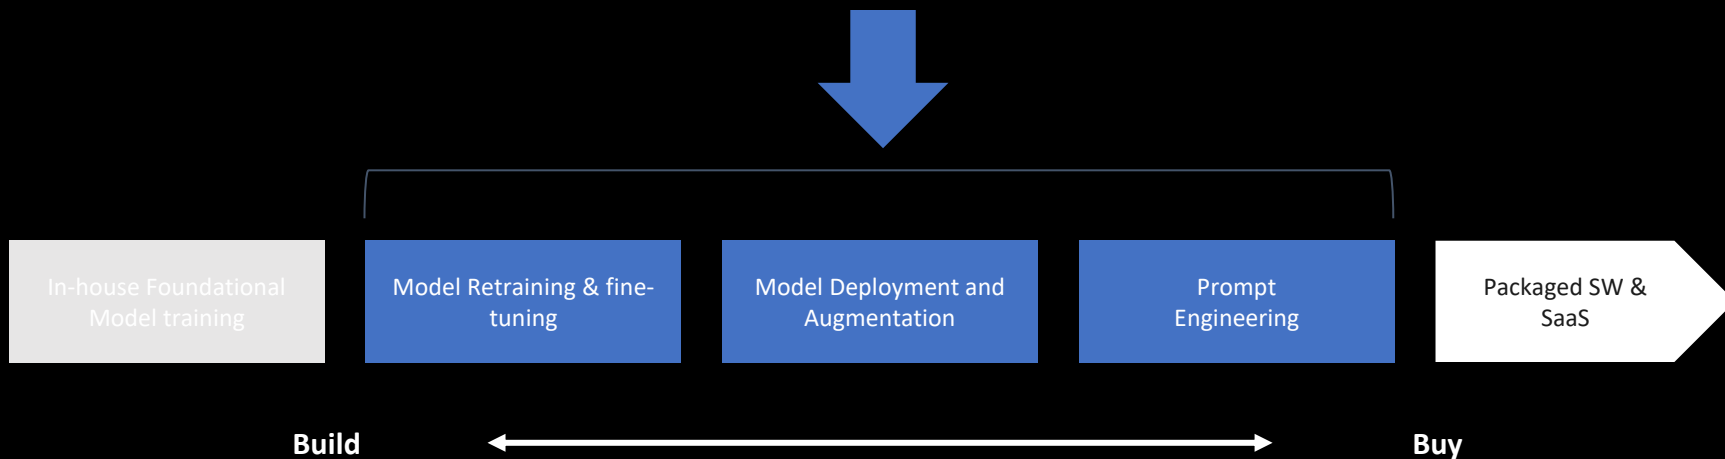 In-house Foundational
Model training
Model Retraining & fine-
tuning
Model Deployment and
Augmentation
Prompt
Engineering
Packaged SW &
SaaS
Build
Buy